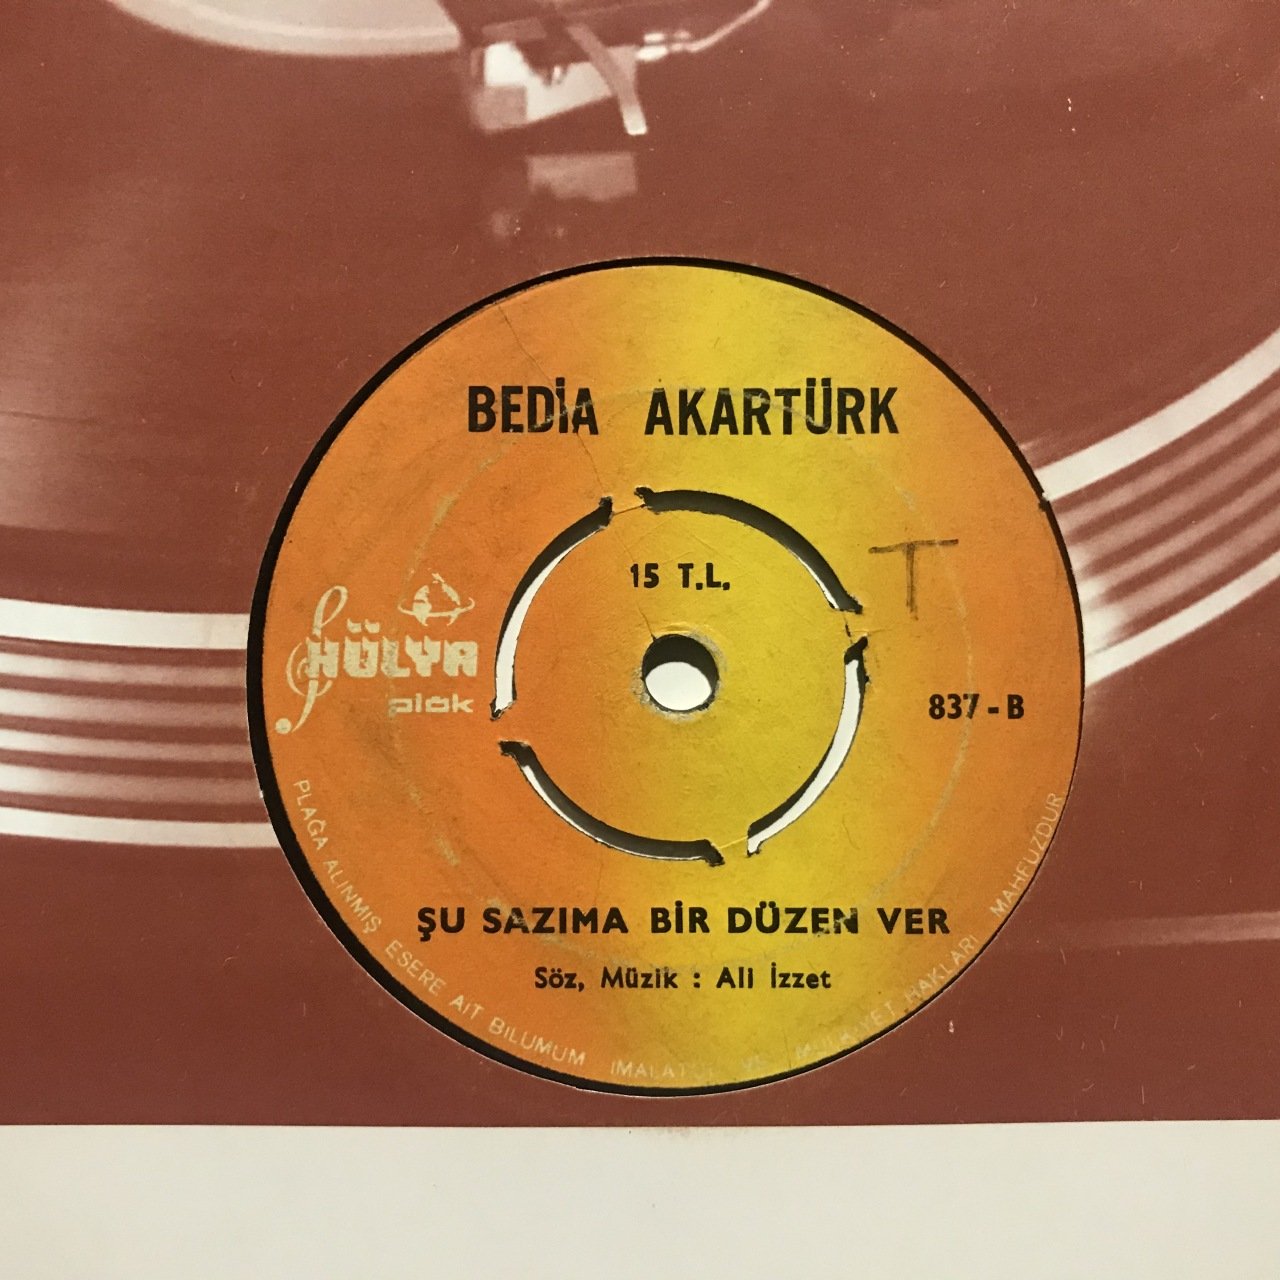 BEDİA AKARTÜRK
15 T.L.
T
HÜLYA
plak
837-B
ŞU SAZIMA BİR DÜZEN VER
Söz, Müzik : Ali İzzet
PLAĞA ALINMIŞ ESERE AİT BİLUMUM İMALATÇI VE MÜLKİYET HAKLARI MAHFUZDUR